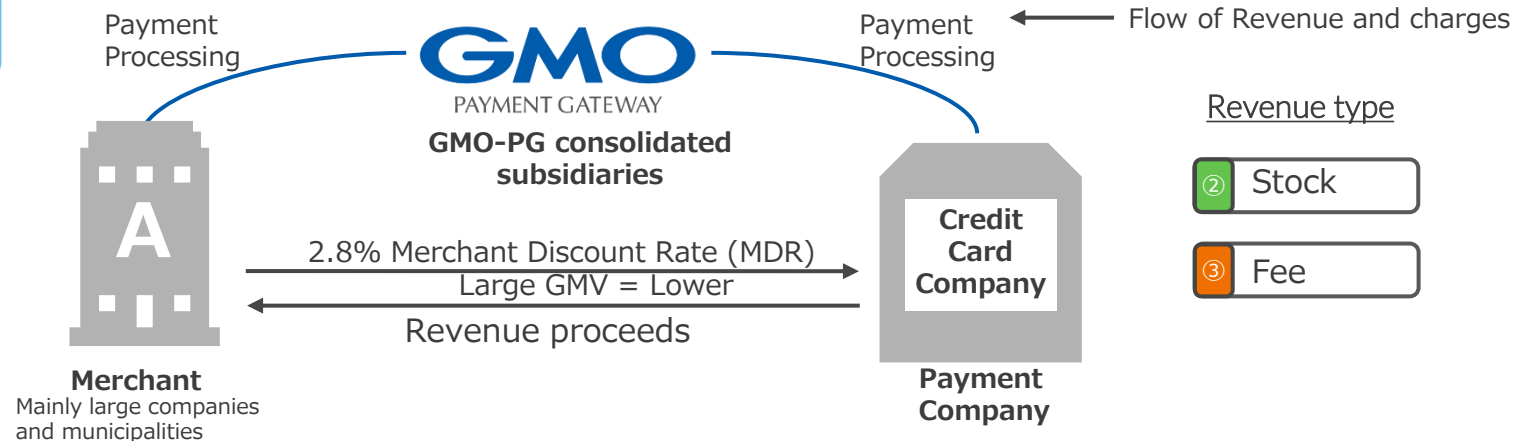 Payment
Processing
GMO
PAYMENT GATEWAY
GMO-PG consolidated
subsidiaries
Payment
Processing
Flow of Revenue and charges
Revenue type
② Stock
③ Fee
A
2.8% Merchant Discount Rate (MDR)
Large GMV = Lower
Revenue proceeds
Credit
Card
Company
Merchant
Mainly large companies
and municipalities
Payment
Company